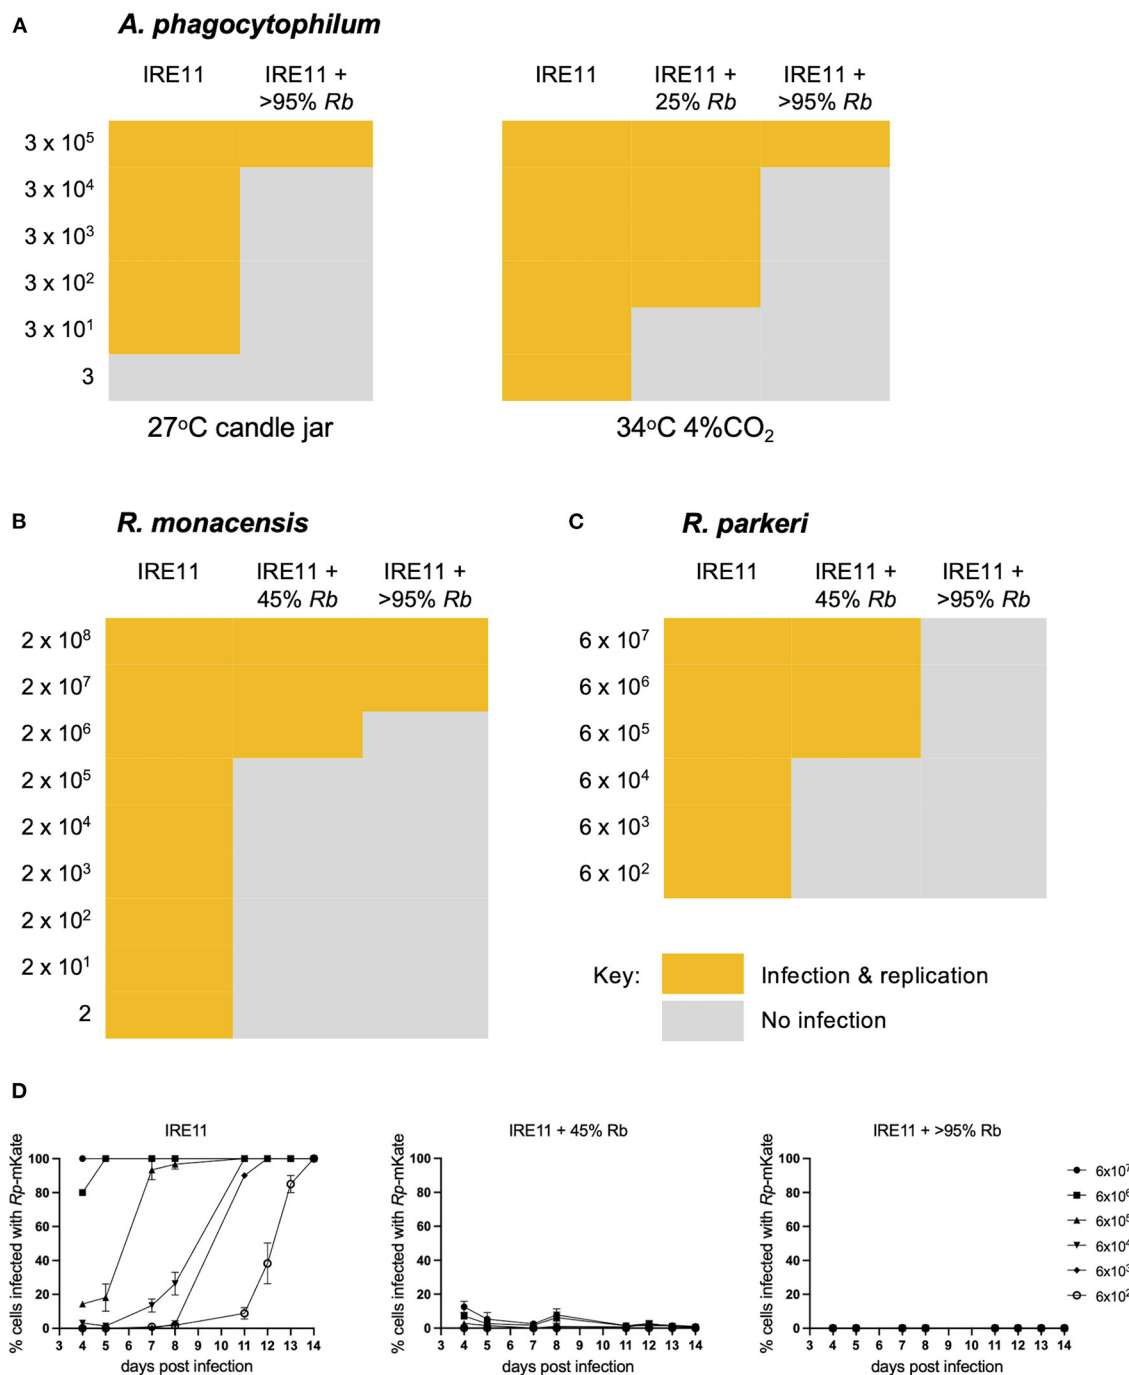 A
A. phagocytophilum
IRE11
IRE11 +
>95% Rb
IRE11
IRE11 +
25% Rb
IRE11 +
>95% Rb
3 x 10⁵
3 x 10⁴
3 x 10³
3 x 10²
3 x 10¹
3
27°C candle jar
34°C 4%CO₂
B
R. monacensis
IRE11
IRE11 +
45% Rb
IRE11 +
>95% Rb
2 x 10⁸
2 x 10⁷
2 x 10⁶
2 x 10⁵
2 x 10⁴
2 x 10³
2 x 10²
2 x 10¹
2
C
R. parkeri
IRE11
IRE11 +
45% Rb
IRE11 +
>95% Rb
6 x 10⁷
6 x 10⁶
6 x 10⁵
6 x 10⁴
6 x 10³
6 x 10²
Key:
Infection & replication
No infection
D
IRE11
% cells infected with Rp-mKate
100
80
60
40
20
0
3 4 5 6 7 8 9 10 11 12 13 14
days post infection
IRE11 + 45% Rb
% cells infected with Rp-mKate
100
80
60
40
20
0
3 4 5 6 7 8 9 10 11 12 13 14
days post infection
IRE11 + >95% Rb
% cells infected with Rp-mKate
100
80
60
40
20
0
3 4 5 6 7 8 9 10 11 12 13 14
days post infection
6x10⁷
6x10⁶
6x10⁵
6x10⁴
6x10³
6x10²